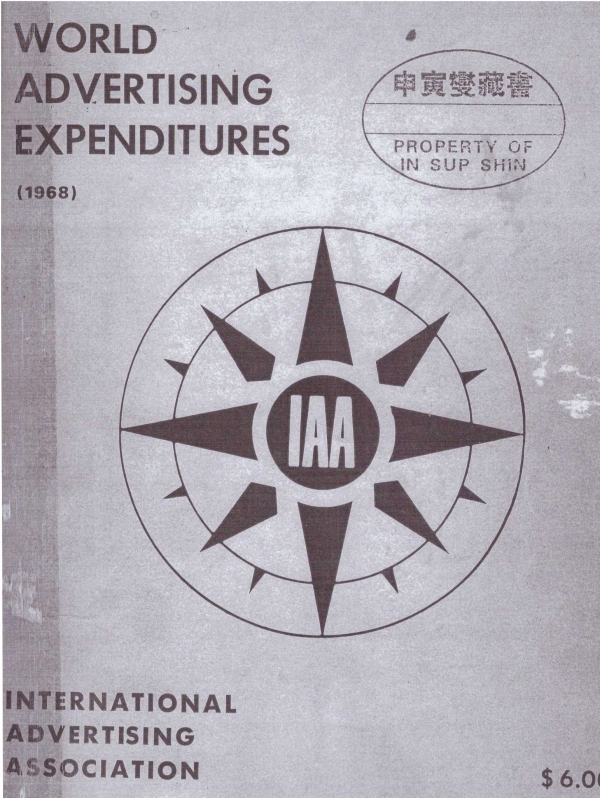 WORLD
ADVERTISING
EXPENDITURES
(1968)
申寅燮藏書
PROPERTY OF
IN SUP SHIN
IAA
INTERNATIONAL
ADVERTISING
ASSOCIATION
$6.00